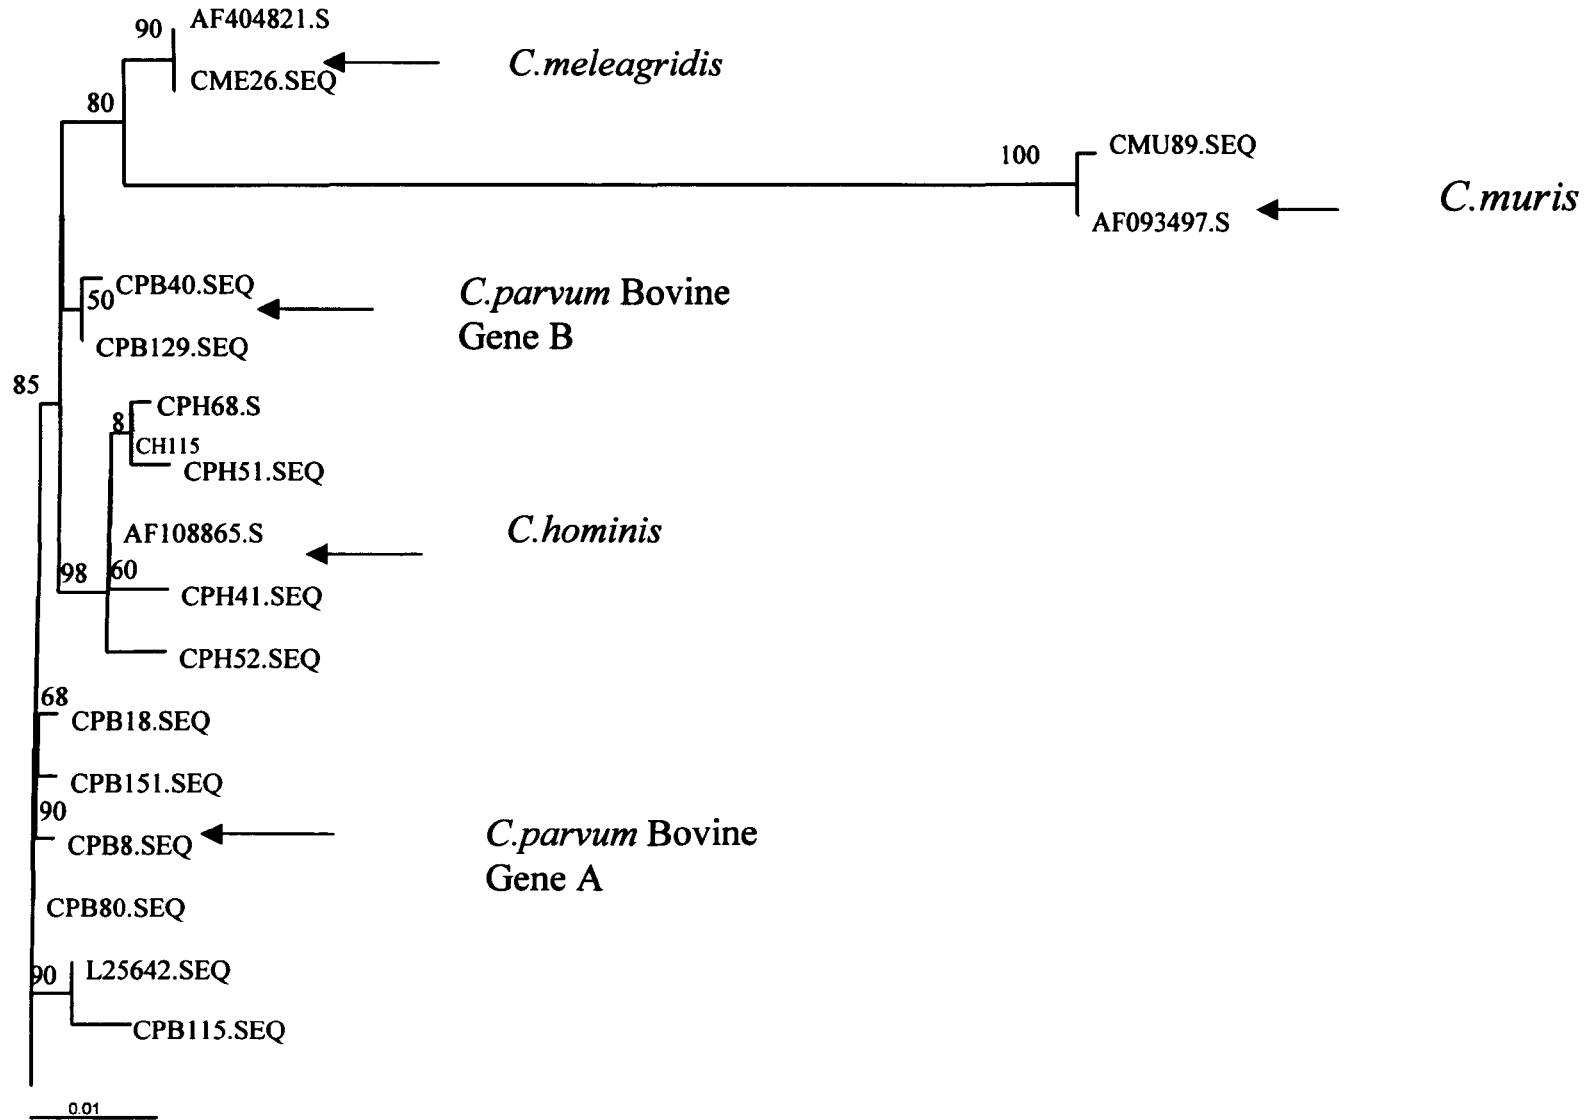 90
AF404821.S
CME26.SEQ
C.meleagridis
80
100
CMU89.SEQ
AF093497.S
C.muris
50
CPB40.SEQ
CPB129.SEQ
C.parvum Bovine
Gene B
85
8
CPH68.S
CH115
CPH51.SEQ
AF108865.S
C.hominis
98
60
CPH41.SEQ
CPH52.SEQ
68
CPB18.SEQ
CPB151.SEQ
90
CPB8.SEQ
C.parvum Bovine
Gene A
CPB80.SEQ
90
L25642.SEQ
CPB115.SEQ
0.01